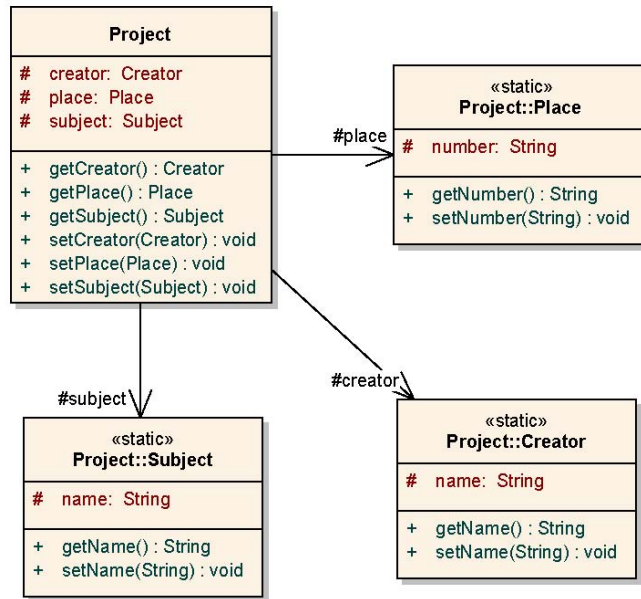 Project
# creator: Creator
# place: Place
# subject: Subject
+ getCreator() : Creator
+ getPlace() : Place
+ getSubject() : Subject
+ setCreator(Creator) : void
+ setPlace(Place) : void
+ setSubject(Subject) : void
#place
«static»
Project::Place
# number: String
+ getNumber() : String
+ setNumber(String) : void
#subject
«static»
Project::Subject
# name: String
+ getName() : String
+ setName(String) : void
#creator
«static»
Project::Creator
# name: String
+ getName() : String
+ setName(String) : void